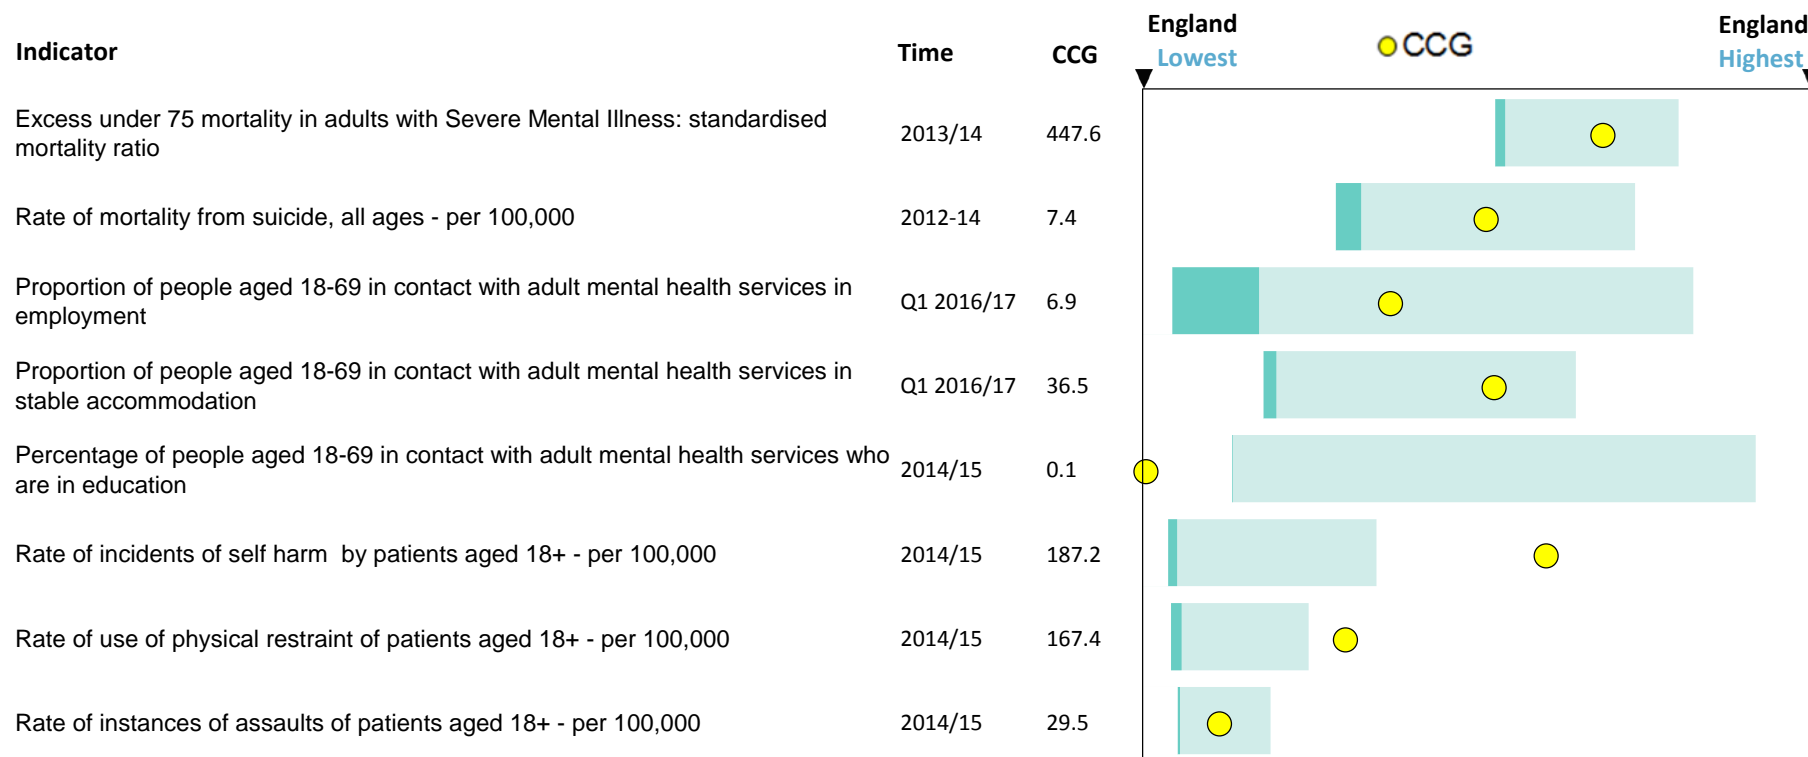 Indicator Time CCG England Lowest CCG England Highest
Excess under 75 mortality in adults with Severe Mental Illness: standardised
mortality ratio
2013/14 447.6
Rate of mortality from suicide, all ages - per 100,000 2012-14 7.4
Proportion of people aged 18-69 in contact with adult mental health services in
employment
Q1 2016/17 6.9
Proportion of people aged 18-69 in contact with adult mental health services in
stable accommodation
Q1 2016/17 36.5
Percentage of people aged 18-69 in contact with adult mental health services who
are in education
2014/15 0.1
Rate of incidents of self harm  by patients aged 18+ - per 100,000 2014/15 187.2
Rate of use of physical restraint of patients aged 18+ - per 100,000 2014/15 167.4
Rate of instances of assaults of patients aged 18+ - per 100,000 2014/15 29.5